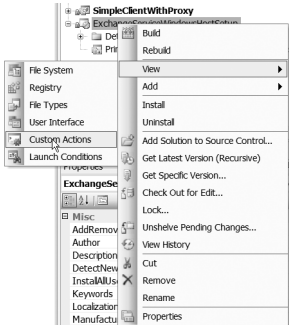 SimpleClientWithProxy
ExchangeServiceWindowsHostSetup
Build
Rebuild
View
Add
Install
Uninstall
Add Solution to Source Control...
Get Latest Version (Recursive)
Get Specific Version...
Check Out for Edit...
Lock...
Unshelve Pending Changes...
View History
Cut
Remove
Rename
Properties
File System
Registry
File Types
User Interface
Custom Actions
Launch Conditions
Properties
ExchangeSe
Misc
AddRemov
Author
Description
DetectNew
InstallAllUs
Keywords
Localization
Manufactu